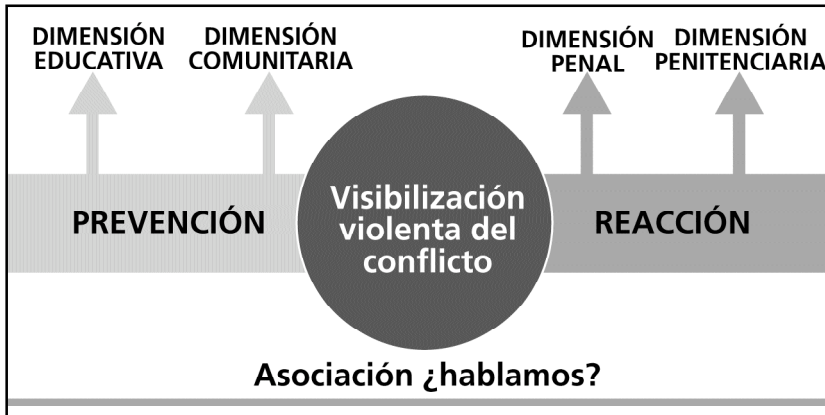 DIMENSIÓN
EDUCATIVA
DIMENSIÓN
COMUNITARIA
DIMENSIÓN
PENAL
DIMENSIÓN
PENITENCIARIA
PREVENCIÓN
Visibilización
violenta del
conflicto
REACCIÓN
Asociación ¿hablamos?